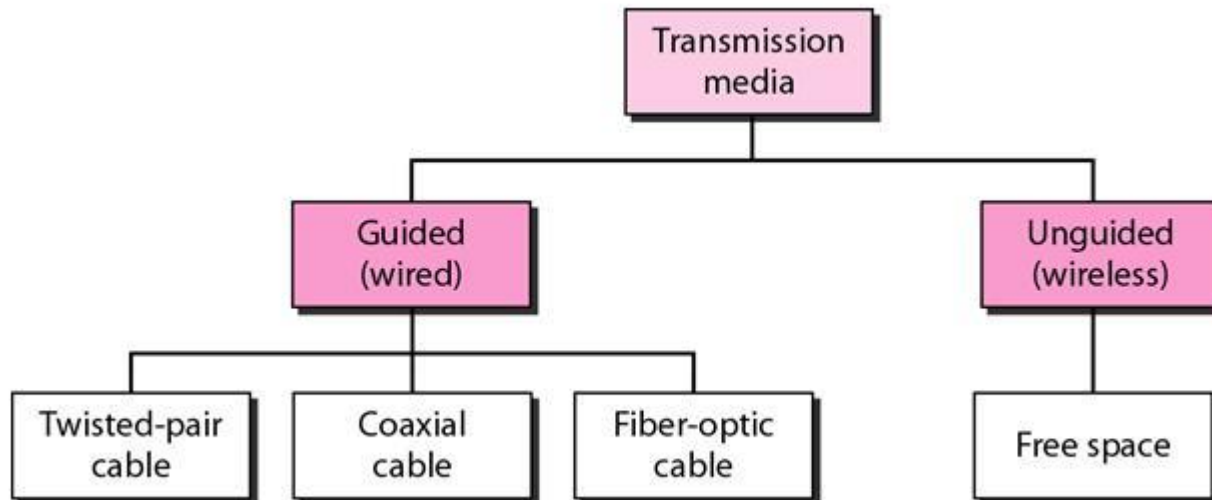 Transmission
media
Guided
(wired)
Unguided
(wireless)
Twisted-pair
cable
Coaxial
cable
Fiber-optic
cable
Free space